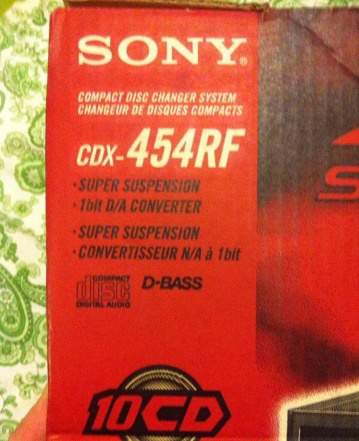 SONY®
COMPACT DISC CHANGER SYSTEM
CHANGEUR DE DISQUES COMPACTS
CDX-454RF
·SUPER SUSPENSION
·1bit D/A CONVERTER
·SUPER SUSPENSION
·CONVERTISSEUR N/A à 1bit
COMPACT
disc
DIGITAL AUDIO
D-BASS
10CD